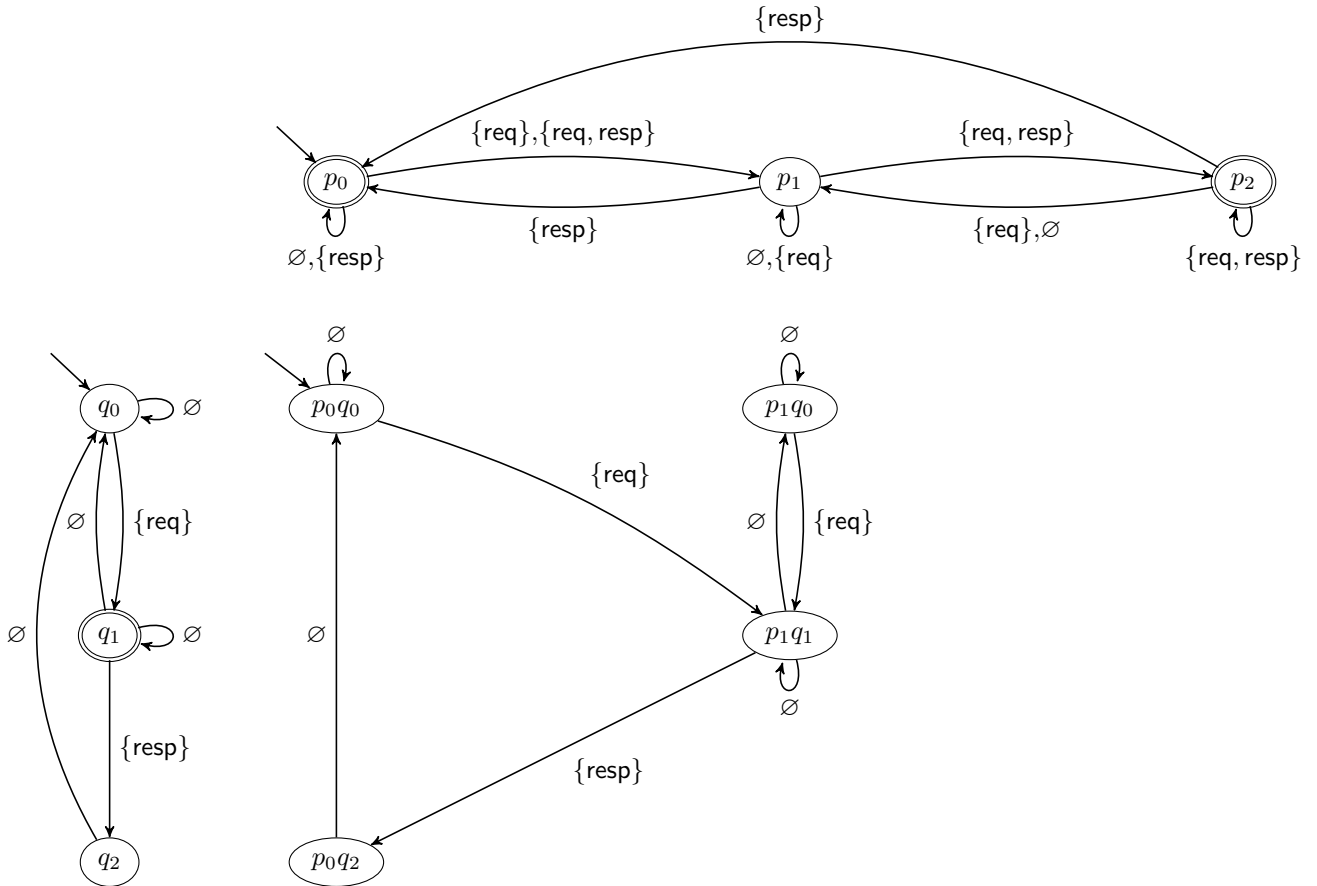 {resp}
{req},{req, resp}
{req, resp}
p₀
p₁
p₂
{resp}
{req},∅
∅,{resp}
∅,{req}
{req, resp}
∅
∅
q₀
∅
p₀q₀
p₁q₀
{req}
∅
{req}
∅
{req}
q₁
∅
∅
∅
p₁q₁
∅
{resp}
{resp}
q₂
p₀q₂